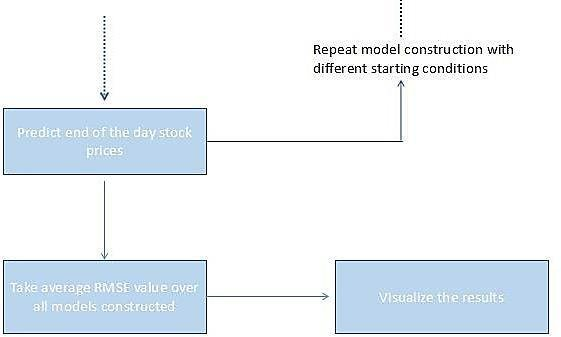 Repeat model construction with
different starting conditions
Predict end of the day stock
prices
Take average RMSE value over
all models constructed
Visualize the results